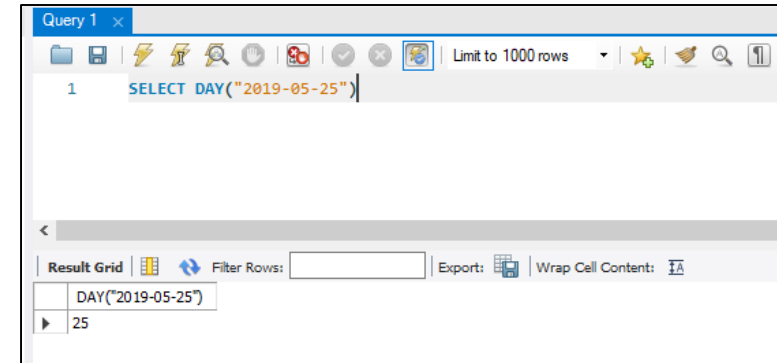 Query 1
Limit to 1000 rows
1 SELECT DAY("2019-05-25")
Result Grid Filter Rows: Export: Wrap Cell Content:
DAY("2019-05-25")
25